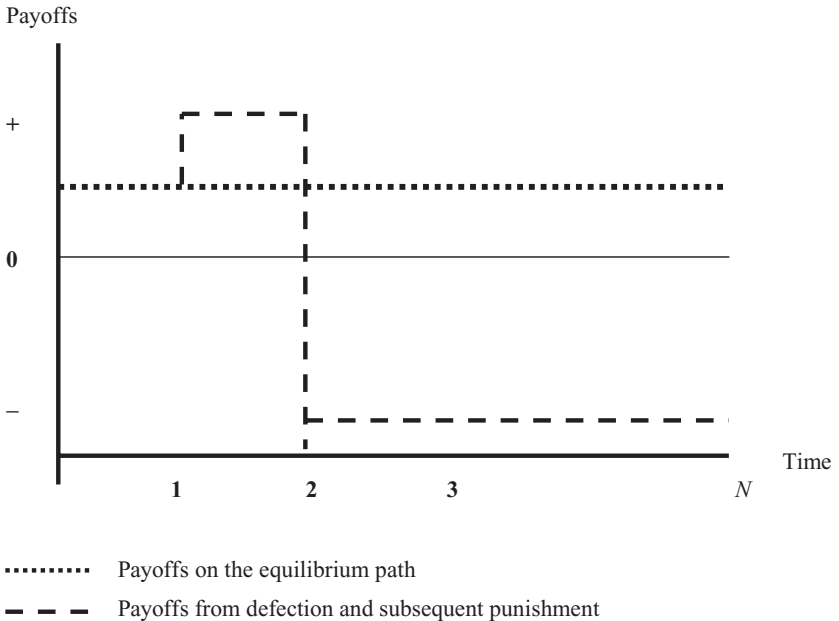 Payoffs
+
0
–
Time
1 2 3 N
Payoffs on the equilibrium path
Payoffs from defection and subsequent punishment